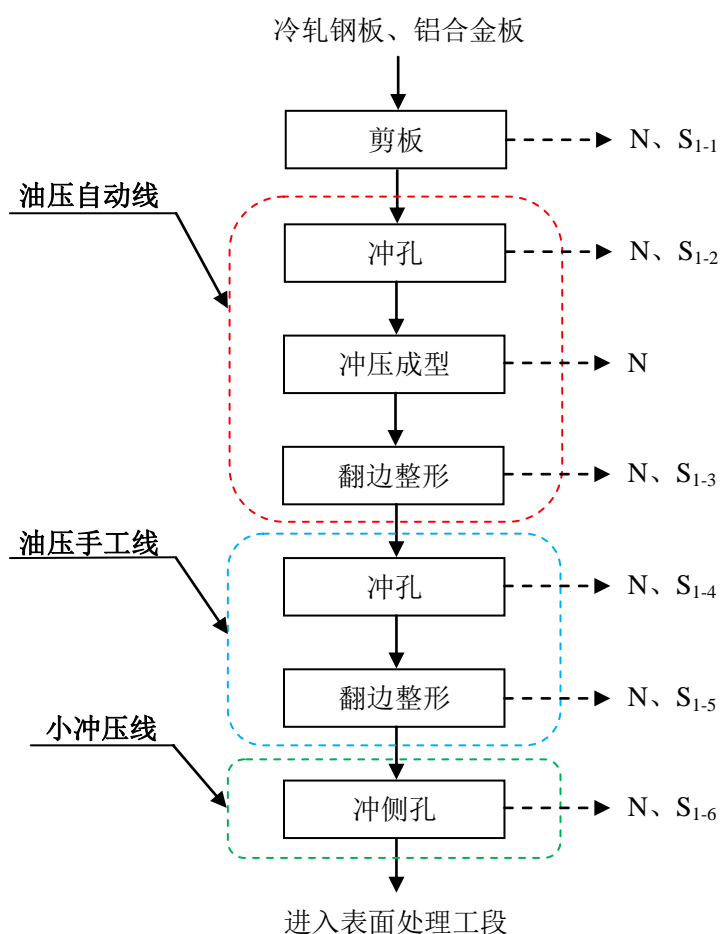 冷轧钢板、铝合金板
剪板
N、S1-1
油压自动线
冲孔
N、S1-2
冲压成型
N
翻边整形
N、S1-3
油压手工线
冲孔
N、S1-4
翻边整形
N、S1-5
小冲压线
冲侧孔
N、S1-6
进入表面处理工段